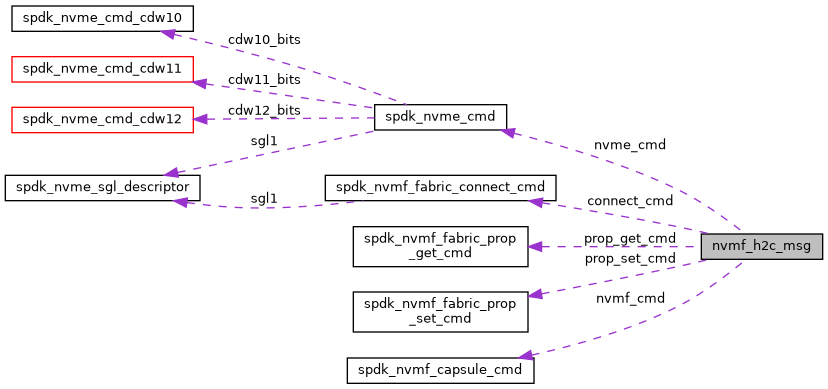 spdk_nvme_cmd_cdw10
cdw10_bits
spdk_nvme_cmd_cdw11
cdw11_bits
cdw12_bits
spdk_nvme_cmd_cdw12
spdk_nvme_cmd
sgl1
nvme_cmd
spdk_nvme_sgl_descriptor
sgl1
spdk_nvmf_fabric_connect_cmd
connect_cmd
spdk_nvmf_fabric_prop
_get_cmd
prop_get_cmd
nvmf_h2c_msg
prop_set_cmd
spdk_nvmf_fabric_prop
_set_cmd
nvmf_cmd
spdk_nvmf_capsule_cmd